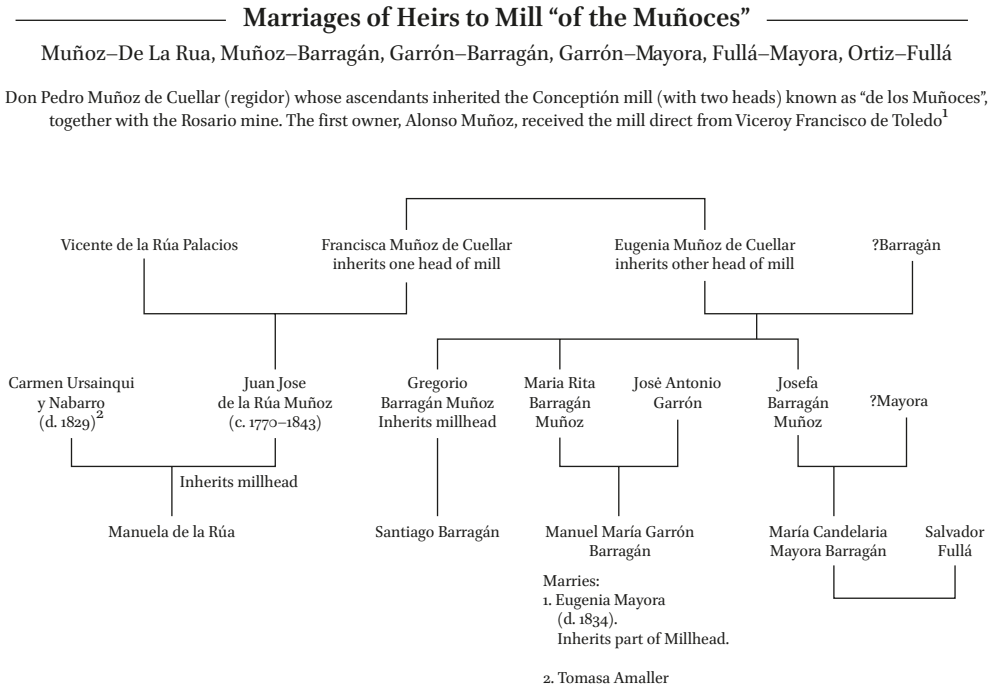 Marriages of Heirs to Mill “of the Muñoces”
Muñoz–De La Rua, Muñoz–Barragán, Garrón–Barragán, Garrón–Mayora, Fullá–Mayora, Ortiz–Fullá
Don Pedro Muñoz de Cuellar (regidor) whose ascendants inherited the Conceptión mill (with two heads) known as “de los Muñoces”,
together with the Rosario mine. The first owner, Alonso Muñoz, received the mill direct from Viceroy Francisco de Toledo1
Vicente de la Rúa Palacios
Francisca Muñoz de Cuellar
inherits one head of mill
Eugenia Muñoz de Cuellar
inherits other head of mill
?Barragán
Carmen Ursainqui
y Nabarro
(d. 1829)2
Juan Jose
de la Rúa Muñoz
(c. 1770–1843)
Gregorio
Barragán Muñoz
Inherits millhead
Maria Rita
Barragán
Muñoz
José Antonio
Garrón
Josefa
Barragán
Muñoz
?Mayora
Inherits millhead
Manuela de la Rúa
Santiago Barragán
Manuel María Garrón
Barragán
María Candelaria
Mayora Barragán
Salvador
Fullá
Marries:
1. Eugenia Mayora
(d. 1834).
Inherits part of Millhead.
2. Tomasa Amaller